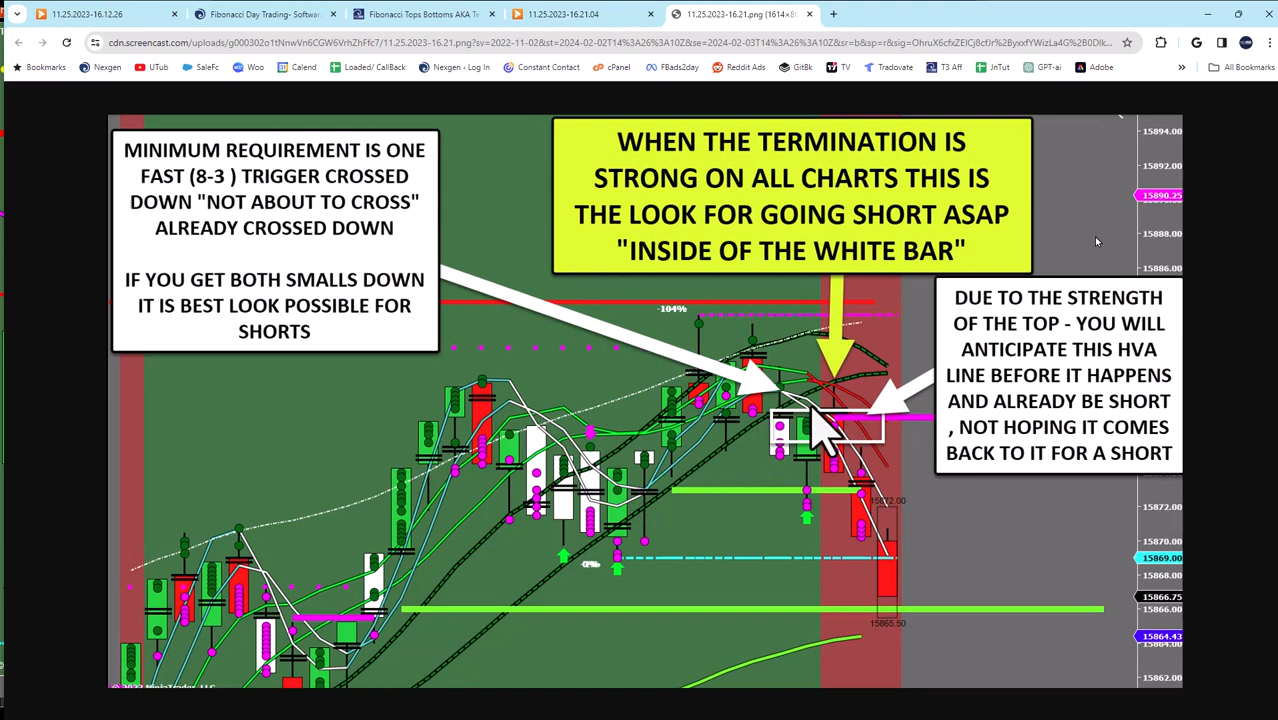 11.25.2023-16.12.26
Fibonacci Day Trading- Softwar
Fibonacci Tops Bottoms AKA Te
11.25.2023-16.21.04
11.25.2023-16.21.png (1614×8
Bookmarks
Nexgen
UTub
SaleFc
Woo
Calend
Loaded/ CallBack
Nexgen ‹ Log In
Constant Contact
cPanel
FBads2day
Reddit Ads
GitBk
TV
Tradovate
T3 Aff
JnTut
GPT-ai
Adobe
All Bookmarks
MINIMUM REQUIREMENT IS ONE
FAST (8-3 ) TRIGGER CROSSED
DOWN "NOT ABOUT TO CROSS"
ALREADY CROSSED DOWN
IF YOU GET BOTH SMALLS DOWN
IT IS BEST LOOK POSSIBLE FOR
SHORTS
WHEN THE TERMINATION IS
STRONG ON ALL CHARTS THIS IS
THE LOOK FOR GOING SHORT ASAP
"INSIDE OF THE WHITE BAR"
DUE TO THE STRENGTH
OF THE TOP - YOU WILL
ANTICIPATE THIS HVA
LINE BEFORE IT HAPPENS
AND ALREADY BE SHORT
, NOT HOPING IT COMES
BACK TO IT FOR A SHORT
-104%
15894.00
15892.00
15890.25
15888.00
15886.00
15872.00
15872.00
15870.00
15869.00
15868.00
15866.75
15866.00
15865.50
15864.43
15864.00
15862.00